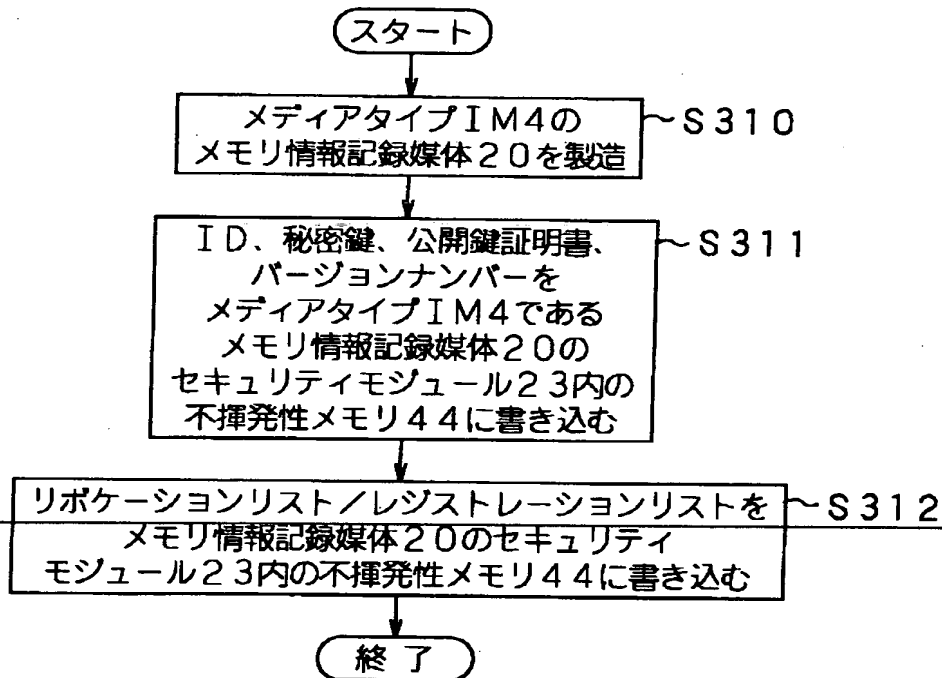 スタート
メディアタイプIM4の
メモリ情報記録媒体20を製造
~S310
ID、秘密鍵、公開鍵証明書、
バージョンナンバーを
メディアタイプIM4である
メモリ情報記録媒体20の
セキュリティモジュール23内の
不揮発性メモリ44に書き込む
~S311
リボケーションリスト/レジストレーションリストを
メモリ情報記録媒体20のセキュリティ
モジュール23内の不揮発性メモリ44に書き込む
~S312
終了